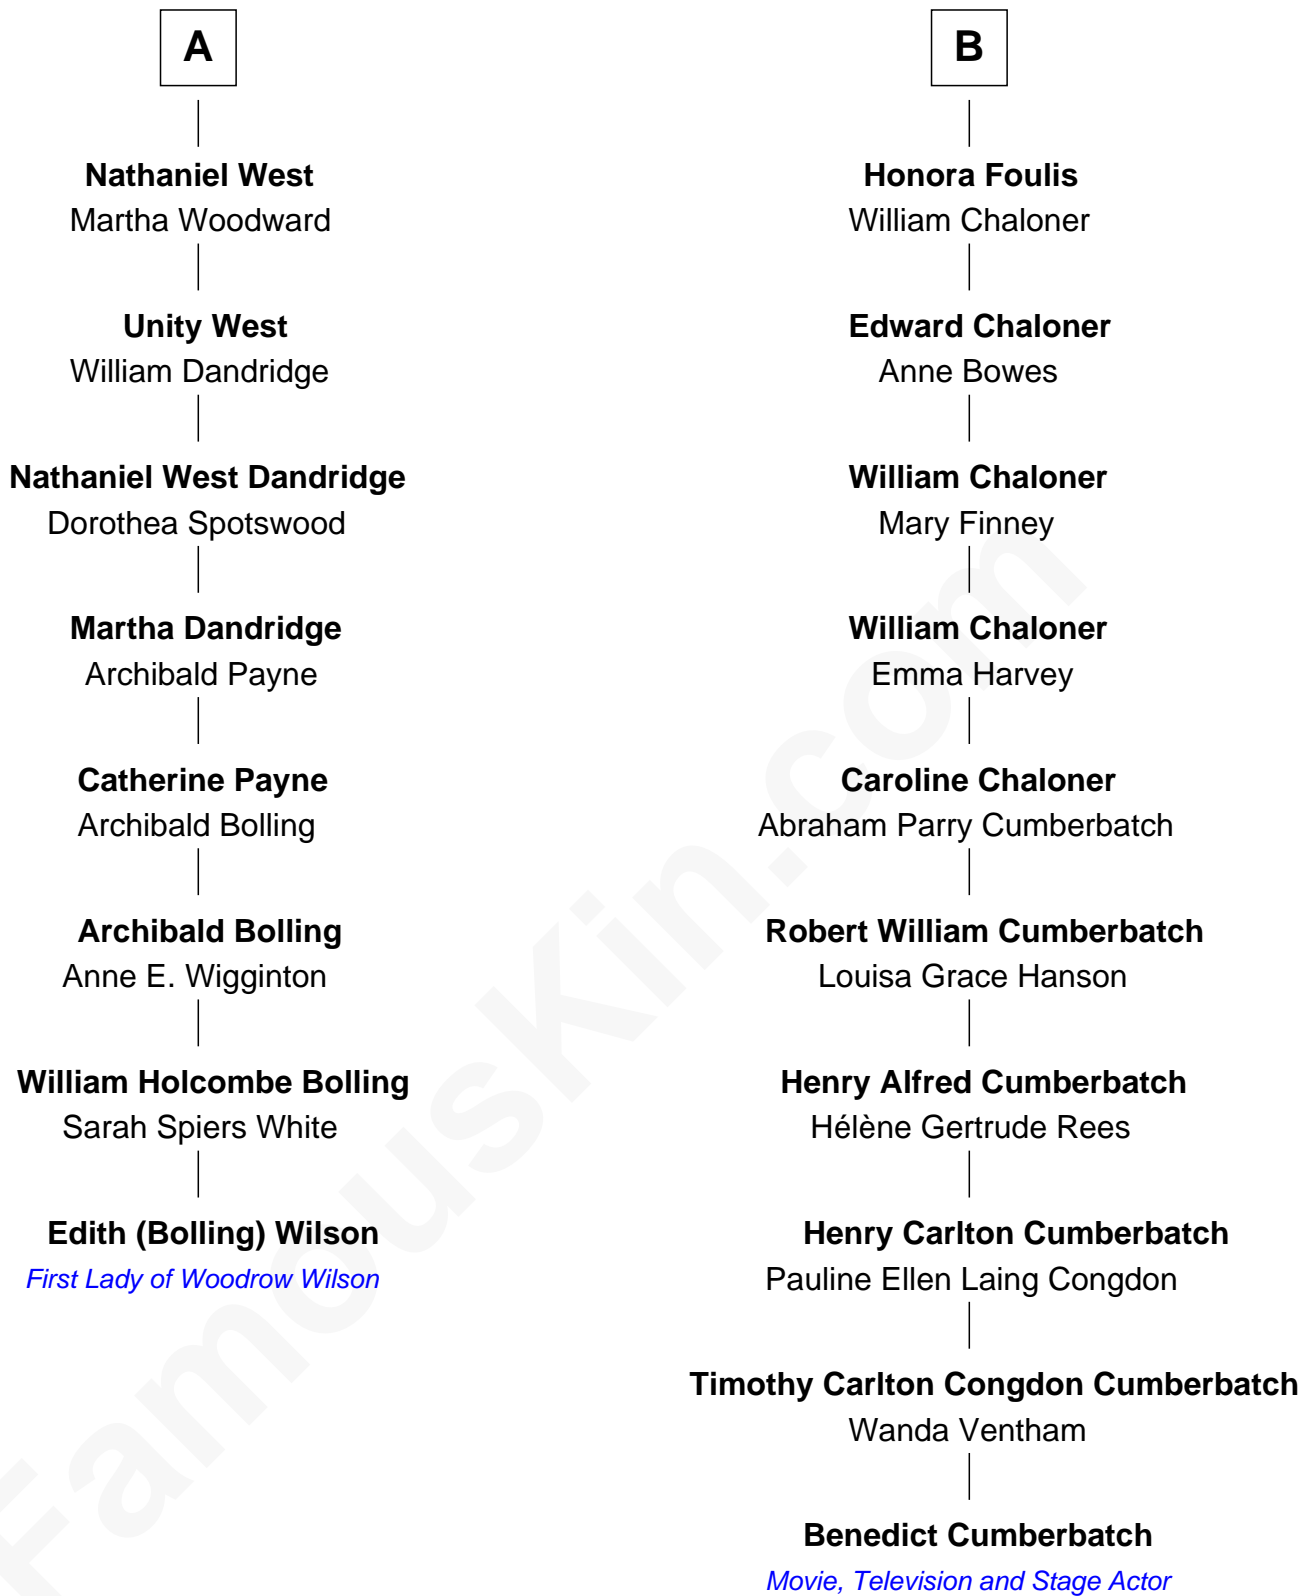 A
Nathaniel West
Martha Woodward
Unity West
William Dandridge
Nathaniel West Dandridge
Dorothea Spotswood
Martha Dandridge
Archibald Payne
Catherine Payne
Archibald Bolling
Archibald Bolling
Anne E. Wigginton
William Holcombe Bolling
Sarah Spiers White
Edith (Bolling) Wilson
First Lady of Woodrow Wilson
B
Honora Foulis
William Chaloner
Edward Chaloner
Anne Bowes
William Chaloner
Mary Finney
William Chaloner
Emma Harvey
Caroline Chaloner
Abraham Parry Cumberbatch
Robert William Cumberbatch
Louisa Grace Hanson
Henry Alfred Cumberbatch
Hélène Gertrude Rees
Henry Carlton Cumberbatch
Pauline Ellen Laing Congdon
Timothy Carlton Congdon Cumberbatch
Wanda Ventham
Benedict Cumberbatch
Movie, Television and Stage Actor
FamousKin.com